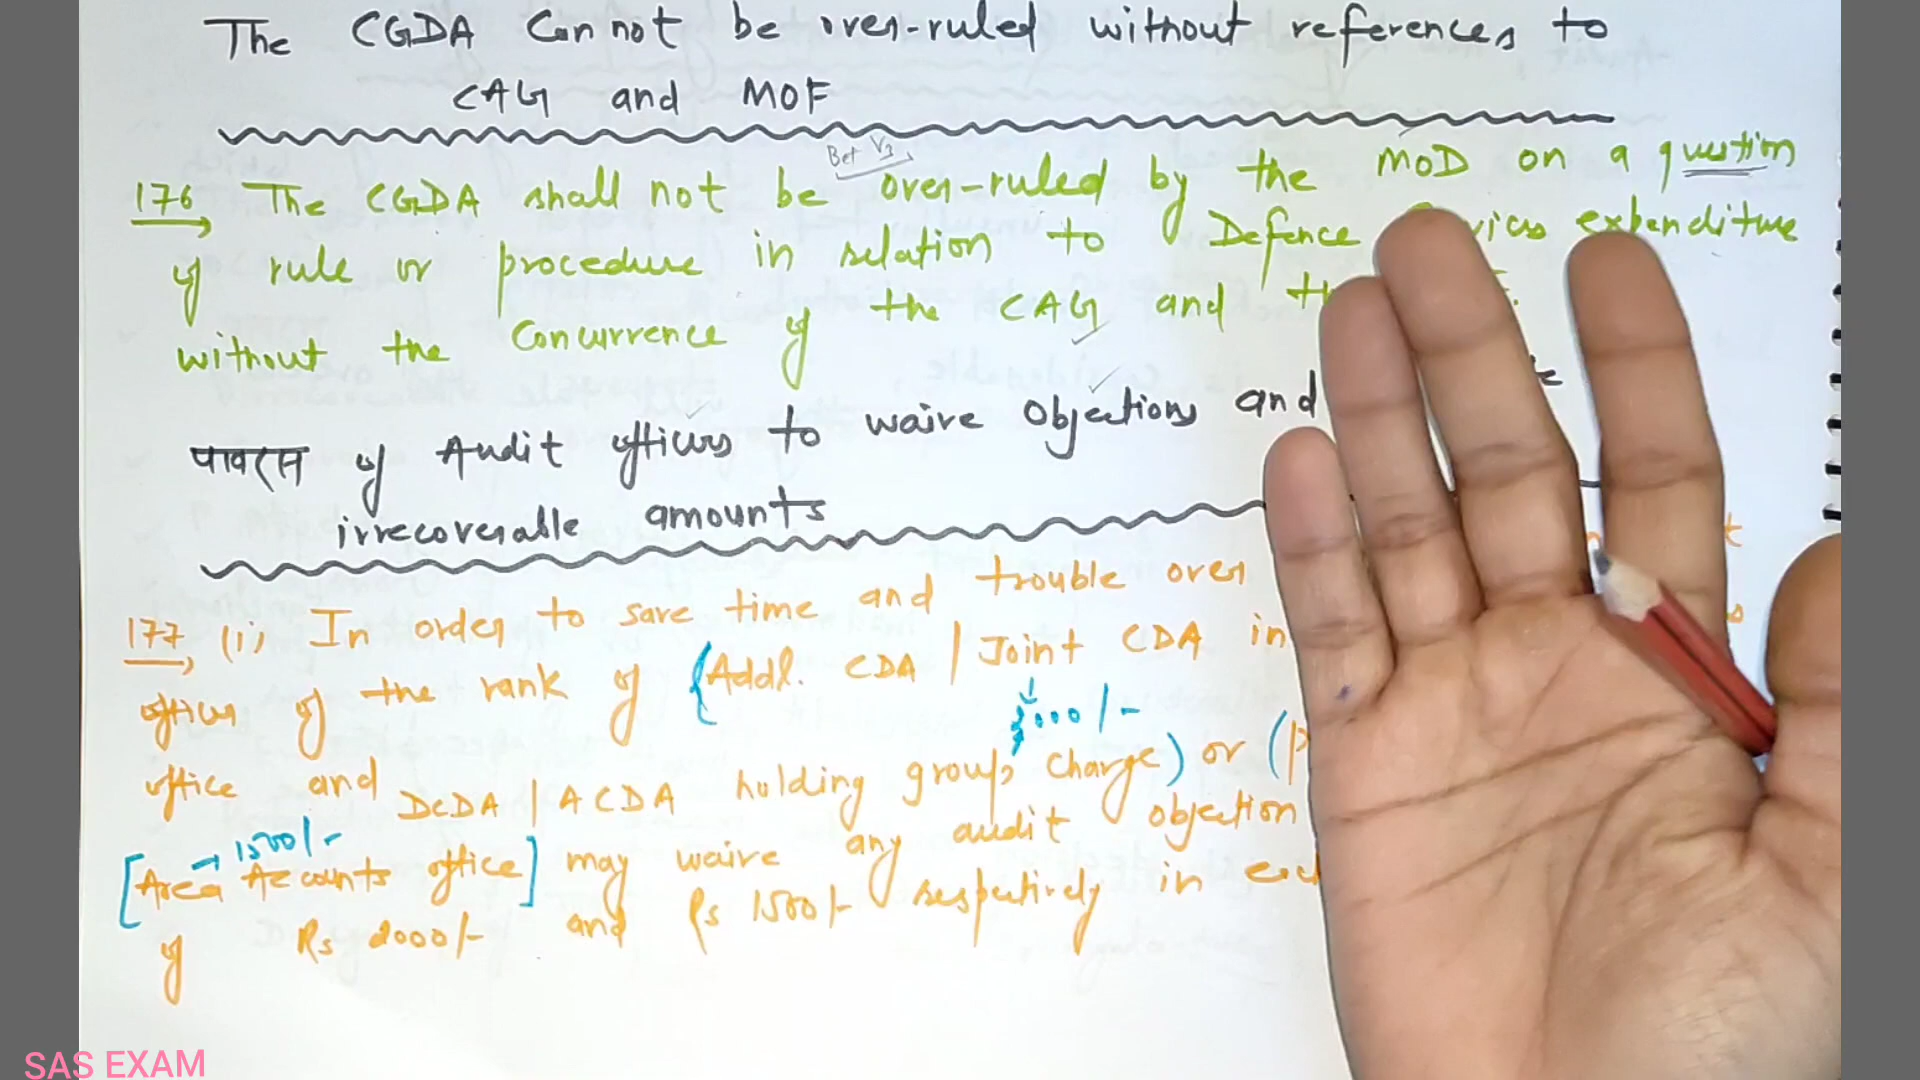 The CGDA Cannot be over-ruled without references to
CAG and MOF
Bet V3
176 The CGDA shall not be over-ruled by the MoD on a question
of rule or procedure in relation to Defence expenditure
without the concurrence of the CAG and
पावरस of Audit officers to waive Objections and
irrecoverable amounts
177 (i) In order to save time and trouble over
officer of the rank of {Addl. CDA / Joint CDA in
2000/-
office and DCDA / ACDA holding group charge) or (
1500/-
[Area Accounts office] may waive any audit objection
of Rs 2000/- and Rs 1500/- respectively in
SAS EXAM